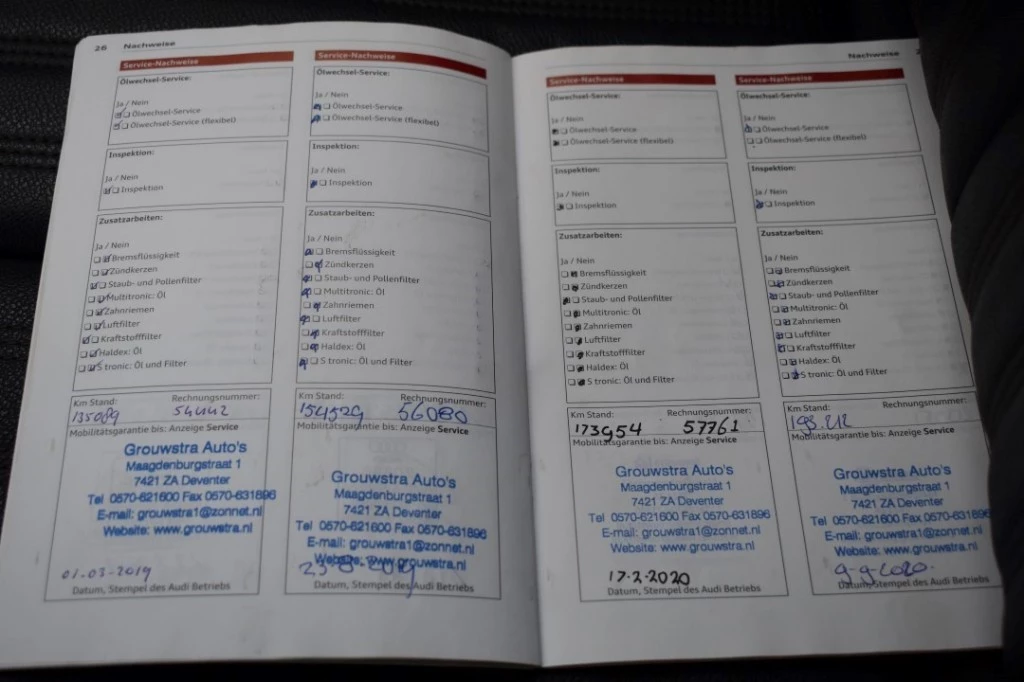 26 Nachweise
Service-Nachweise
Ölwechsel-Service:
Ja / Nein
Ölwechsel-Service
Ölwechsel-Service (flexibel)
Inspektion:
Ja / Nein
Inspektion
Zusatzarbeiten:
Ja / Nein
Bremsflüssigkeit
Zündkerzen
Staub- und Pollenfilter
Multitronic: Öl
Zahnriemen
Luftfilter
Kraftstofffilter
Haldex: Öl
S tronic: Öl und Filter
Km Stand: Rechnungsnummer:
135089 54442
Mobilitätsgarantie bis: Anzeige Service
Grouwstra Auto's
Maagdenburgstraat 1
7421 ZA Deventer
Tel 0570-621600 Fax 0570-631896
E-mail: grouwstra1@zonnet.nl
Website: www.grouwstra.nl
01-03-2019
Datum, Stempel des Audi Betriebs
Service-Nachweise
Ölwechsel-Service:
Ja / Nein
Ölwechsel-Service
Ölwechsel-Service (flexibel)
Inspektion:
Ja / Nein
Inspektion
Zusatzarbeiten:
Ja / Nein
Bremsflüssigkeit
Zündkerzen
Staub- und Pollenfilter
Multitronic: Öl
Zahnriemen
Luftfilter
Kraftstofffilter
Haldex: Öl
S tronic: Öl und Filter
Km Stand: Rechnungsnummer:
154529 56080
Mobilitätsgarantie bis: Anzeige Service
Grouwstra Auto's
Maagdenburgstraat 1
7421 ZA Deventer
Tel 0570-621600 Fax 0570-631896
E-mail: grouwstra1@zonnet.nl
Website: www.grouwstra.nl
Datum, Stempel des Audi Betriebs
Nachweise
Service-Nachweise
Ölwechsel-Service:
Ja / Nein
Ölwechsel-Service
Ölwechsel-Service (flexibel)
Inspektion:
Ja / Nein
Inspektion
Zusatzarbeiten:
Ja / Nein
Bremsflüssigkeit
Zündkerzen
Staub- und Pollenfilter
Multitronic: Öl
Zahnriemen
Luftfilter
Kraftstofffilter
Haldex: Öl
S tronic: Öl und Filter
Km Stand: Rechnungsnummer:
173954 57761
Mobilitätsgarantie bis: Anzeige Service
Grouwstra Auto's
Maagdenburgstraat 1
7421 ZA Deventer
Tel 0570-621600 Fax 0570-631896
E-mail: grouwstra1@zonnet.nl
Website: www.grouwstra.nl
17-2-2020
Datum, Stempel des Audi Betriebs
Service-Nachweise
Ölwechsel-Service:
Ja / Nein
Ölwechsel-Service
Ölwechsel-Service (flexibel)
Inspektion:
Ja / Nein
Inspektion
Zusatzarbeiten:
Ja / Nein
Bremsflüssigkeit
Zündkerzen
Staub- und Pollenfilter
Multitronic: Öl
Zahnriemen
Luftfilter
Kraftstofffilter
Haldex: Öl
S tronic: Öl und Filter
Km Stand: Rechnungsnummer:
Mobilitätsgarantie bis: Anzeige Service
Grouwstra Auto's
Maagdenburgstraat 1
7421 ZA Deventer
Tel 0570-621600 Fax 0570-631896
E-mail: grouwstra1@zonnet.nl
Website: www.grouwstra.nl
9-9-2020.
Datum, Stempel des Audi Betriebs